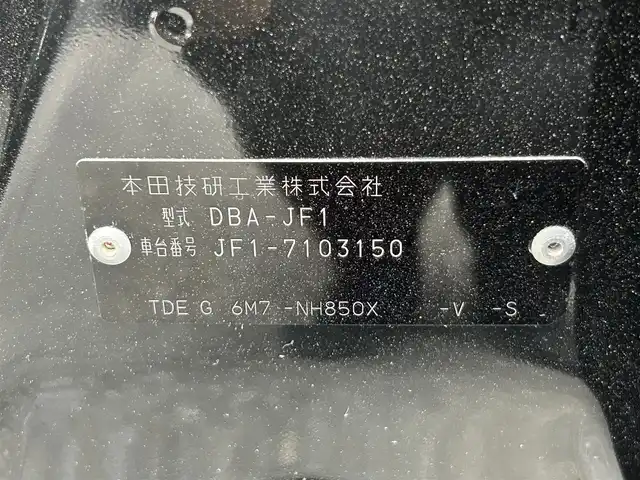 本田技研工業株式会社
型式 DBA-JF1
車台番号 JF1-7103150
TDE G 6M7 -NH850X -V -S